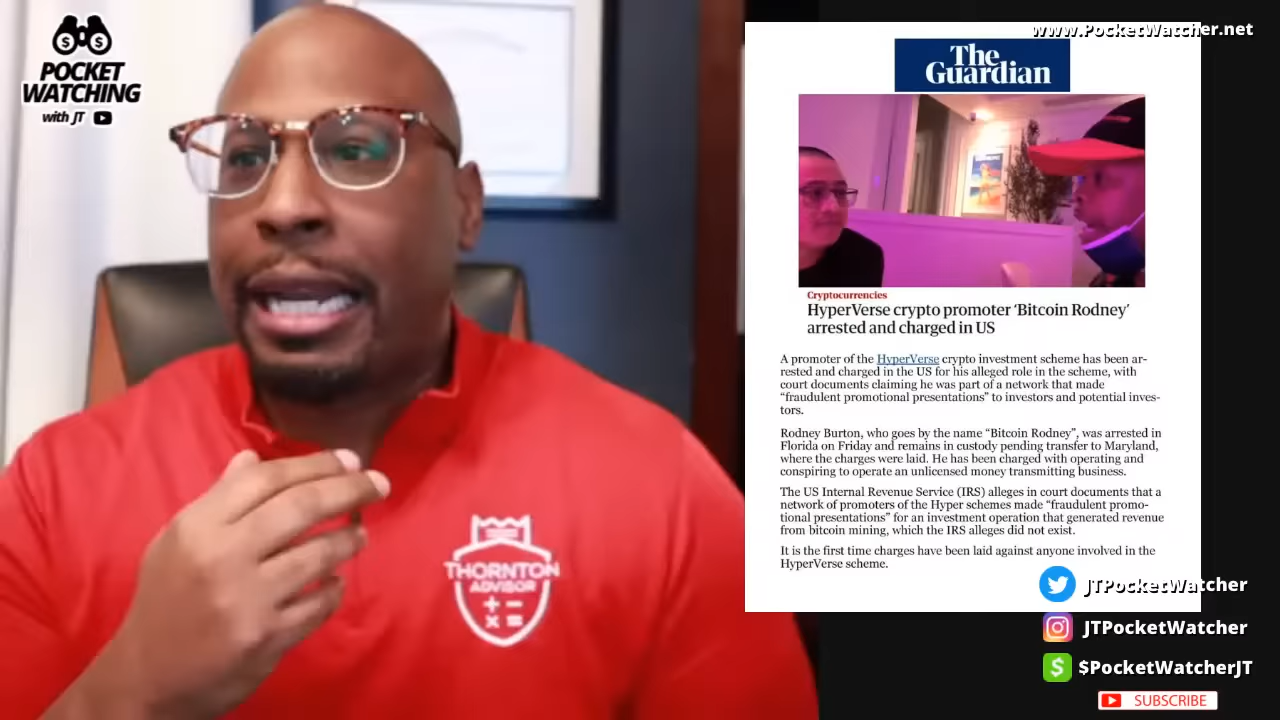 POCKET
WATCHING
with JT
THORNTON
ADVISOR
www.PocketWatcher.net
The
Guardian
Cryptocurrencies
HyperVerse crypto promoter ‘Bitcoin Rodney’
arrested and charged in US
A promoter of the HyperVerse crypto investment scheme has been ar-
rested and charged in the US for his alleged role in the scheme, with
court documents claiming he was part of a network that made
“fraudulent promotional presentations” to investors and potential inves-
tors.
Rodney Burton, who goes by the name “Bitcoin Rodney”, was arrested in
Florida on Friday and remains in custody pending transfer to Maryland,
where the charges were laid. He has been charged with operating and
conspiring to operate an unlicensed money transmitting business.
The US Internal Revenue Service (IRS) alleges in court documents that a
network of promoters of the Hyper schemes made “fraudulent promo-
tional presentations” for an investment operation that generated revenue
from bitcoin mining, which the IRS alleges did not exist.
It is the first time charges have been laid against anyone involved in the
HyperVerse scheme.
JTPocketWatcher
JTPocketWatcher
$PocketWatcherJT
SUBSCRIBE